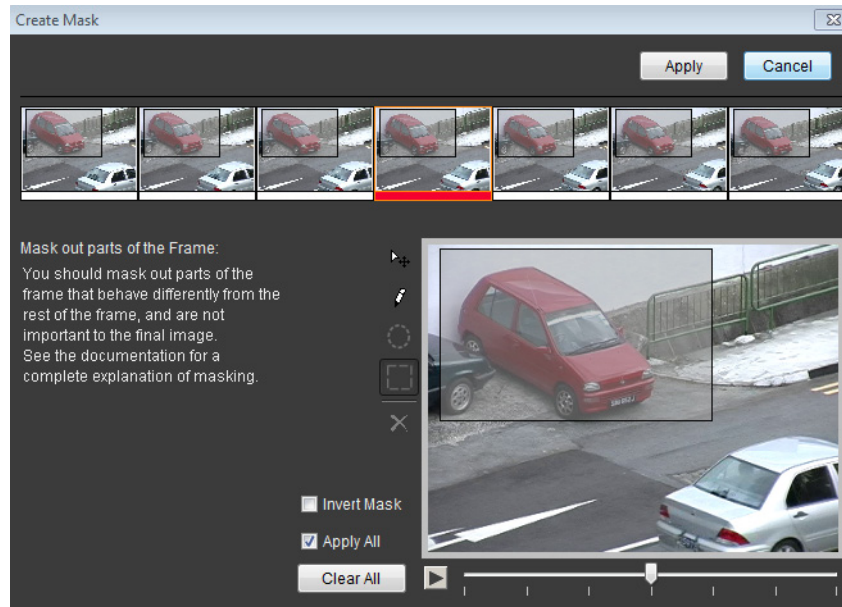 Create Mask
Apply
Cancel
Mask out parts of the Frame:
You should mask out parts of the
frame that behave differently from the
rest of the frame, and are not
important to the final image.
See the documentation for a
complete explanation of masking.
Invert Mask
Apply All
Clear All